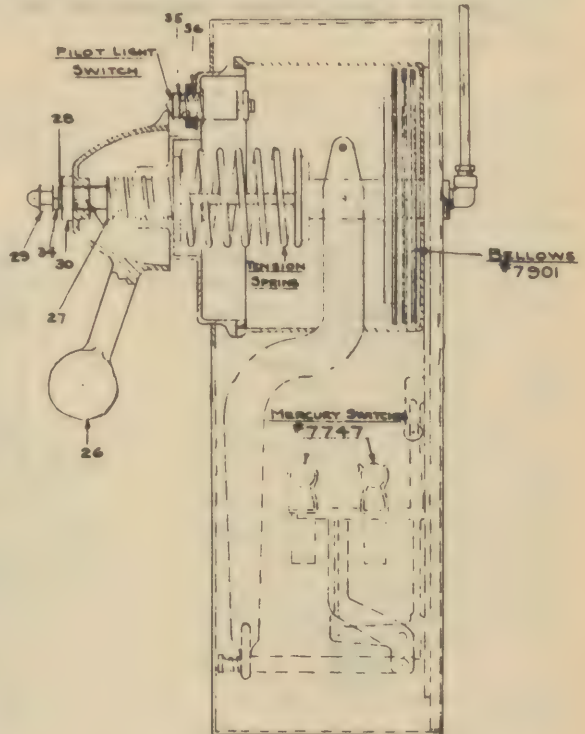 35
36
PILOT LIGHT
SWITCH
28
29
34
30
27
TENSION
SPRING
BELLOWS
7901
26
MERCURY SWITCHES
7747